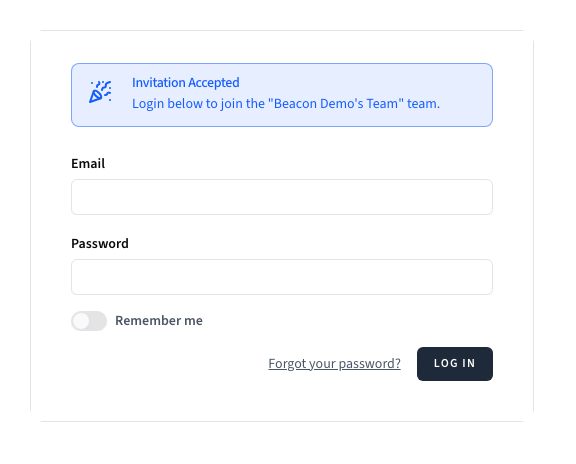 Invitation Accepted
Login below to join the "Beacon Demo's Team" team.
Email
Password
Remember me
Forgot your password?
LOG IN